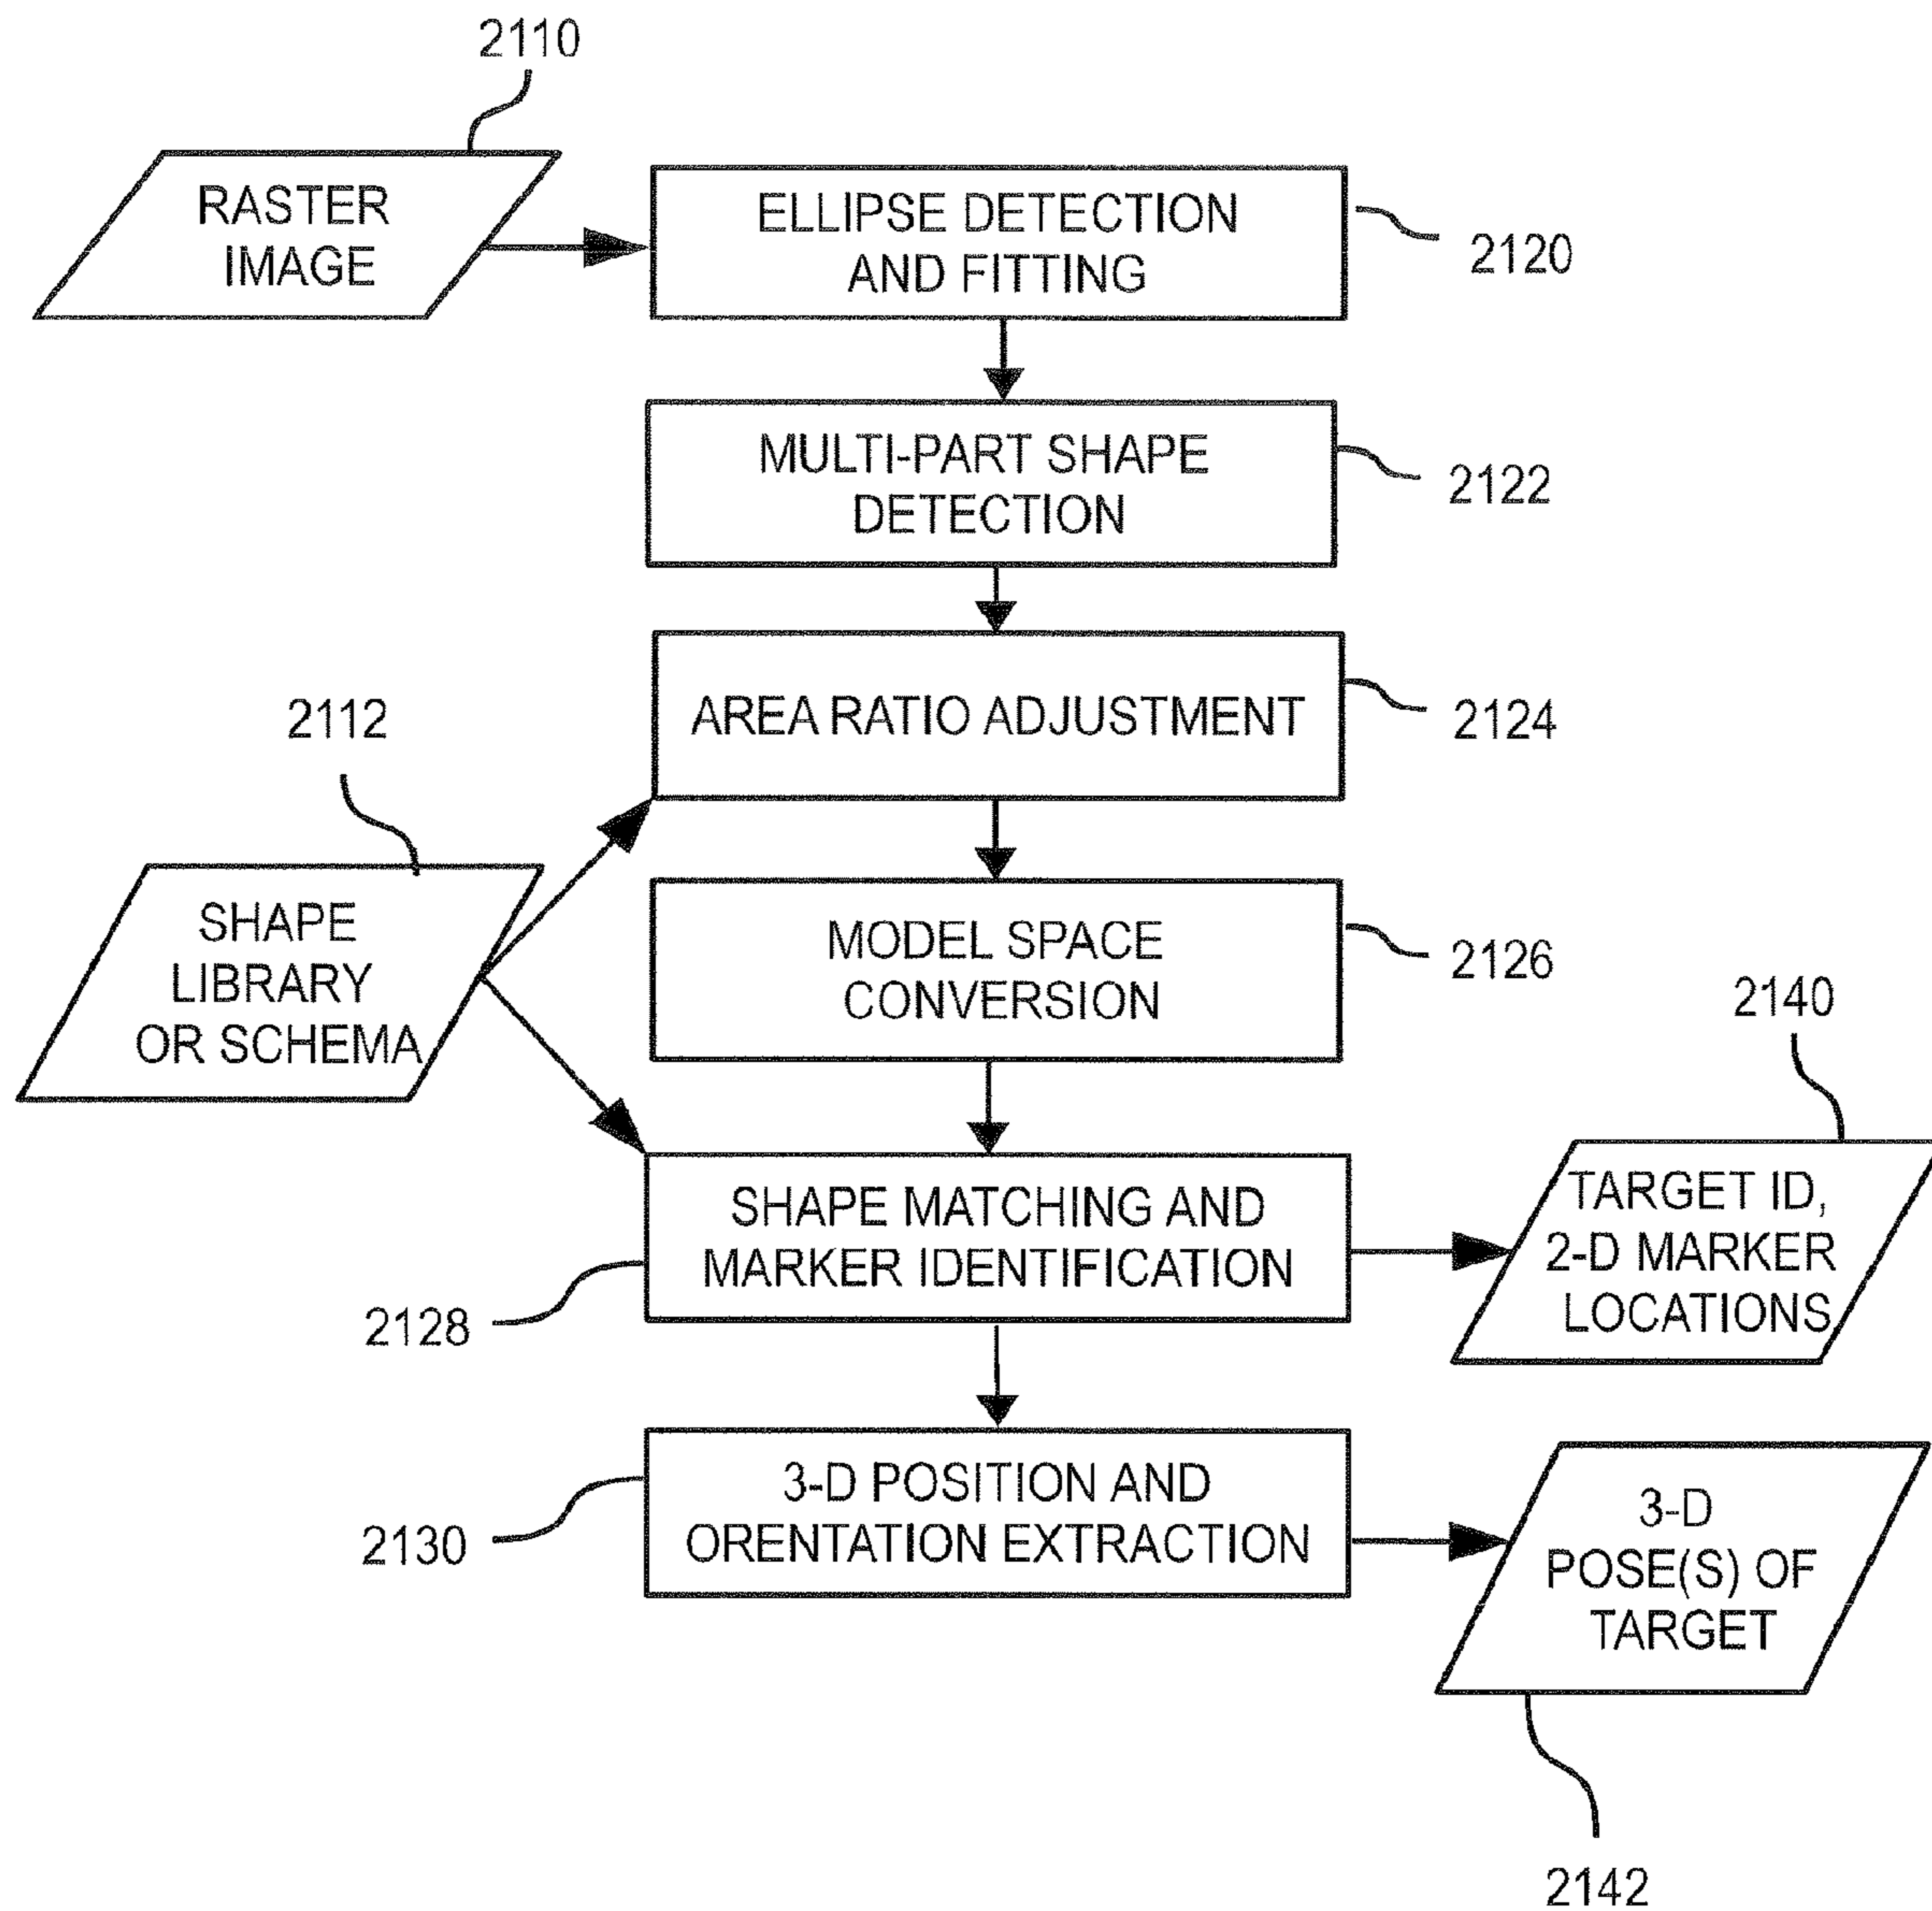 2110
RASTER
IMAGE
ELLIPSE DETECTION
AND FITTING
2120
MULTI-PART SHAPE
DETECTION
2122
AREA RATIO ADJUSTMENT
2124
2112
SHAPE
LIBRARY
OR SCHEMA
MODEL SPACE
CONVERSION
2126
2140
SHAPE MATCHING AND
MARKER IDENTIFICATION
2128
TARGET ID,
2-D MARKER
LOCATIONS
3-D POSITION AND
ORENTATION EXTRACTION
2130
3-D
POSE(S) OF
TARGET
2142